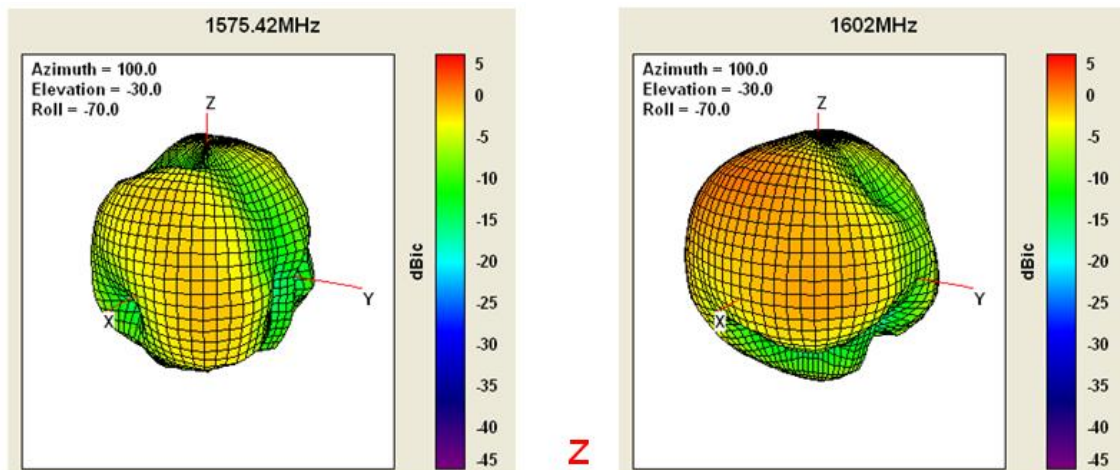 1575.42MHz
Azimuth = 100.0
Elevation = -30.0
Roll = -70.0
Z
Y
X
5
0
-5
-10
-15
-20
-25
-30
-35
-40
-45
dBic
Z
1602MHz
Azimuth = 100.0
Elevation = -30.0
Roll = -70.0
Z
Y
X
5
0
-5
-10
-15
-20
-25
-30
-35
-40
-45
dBic